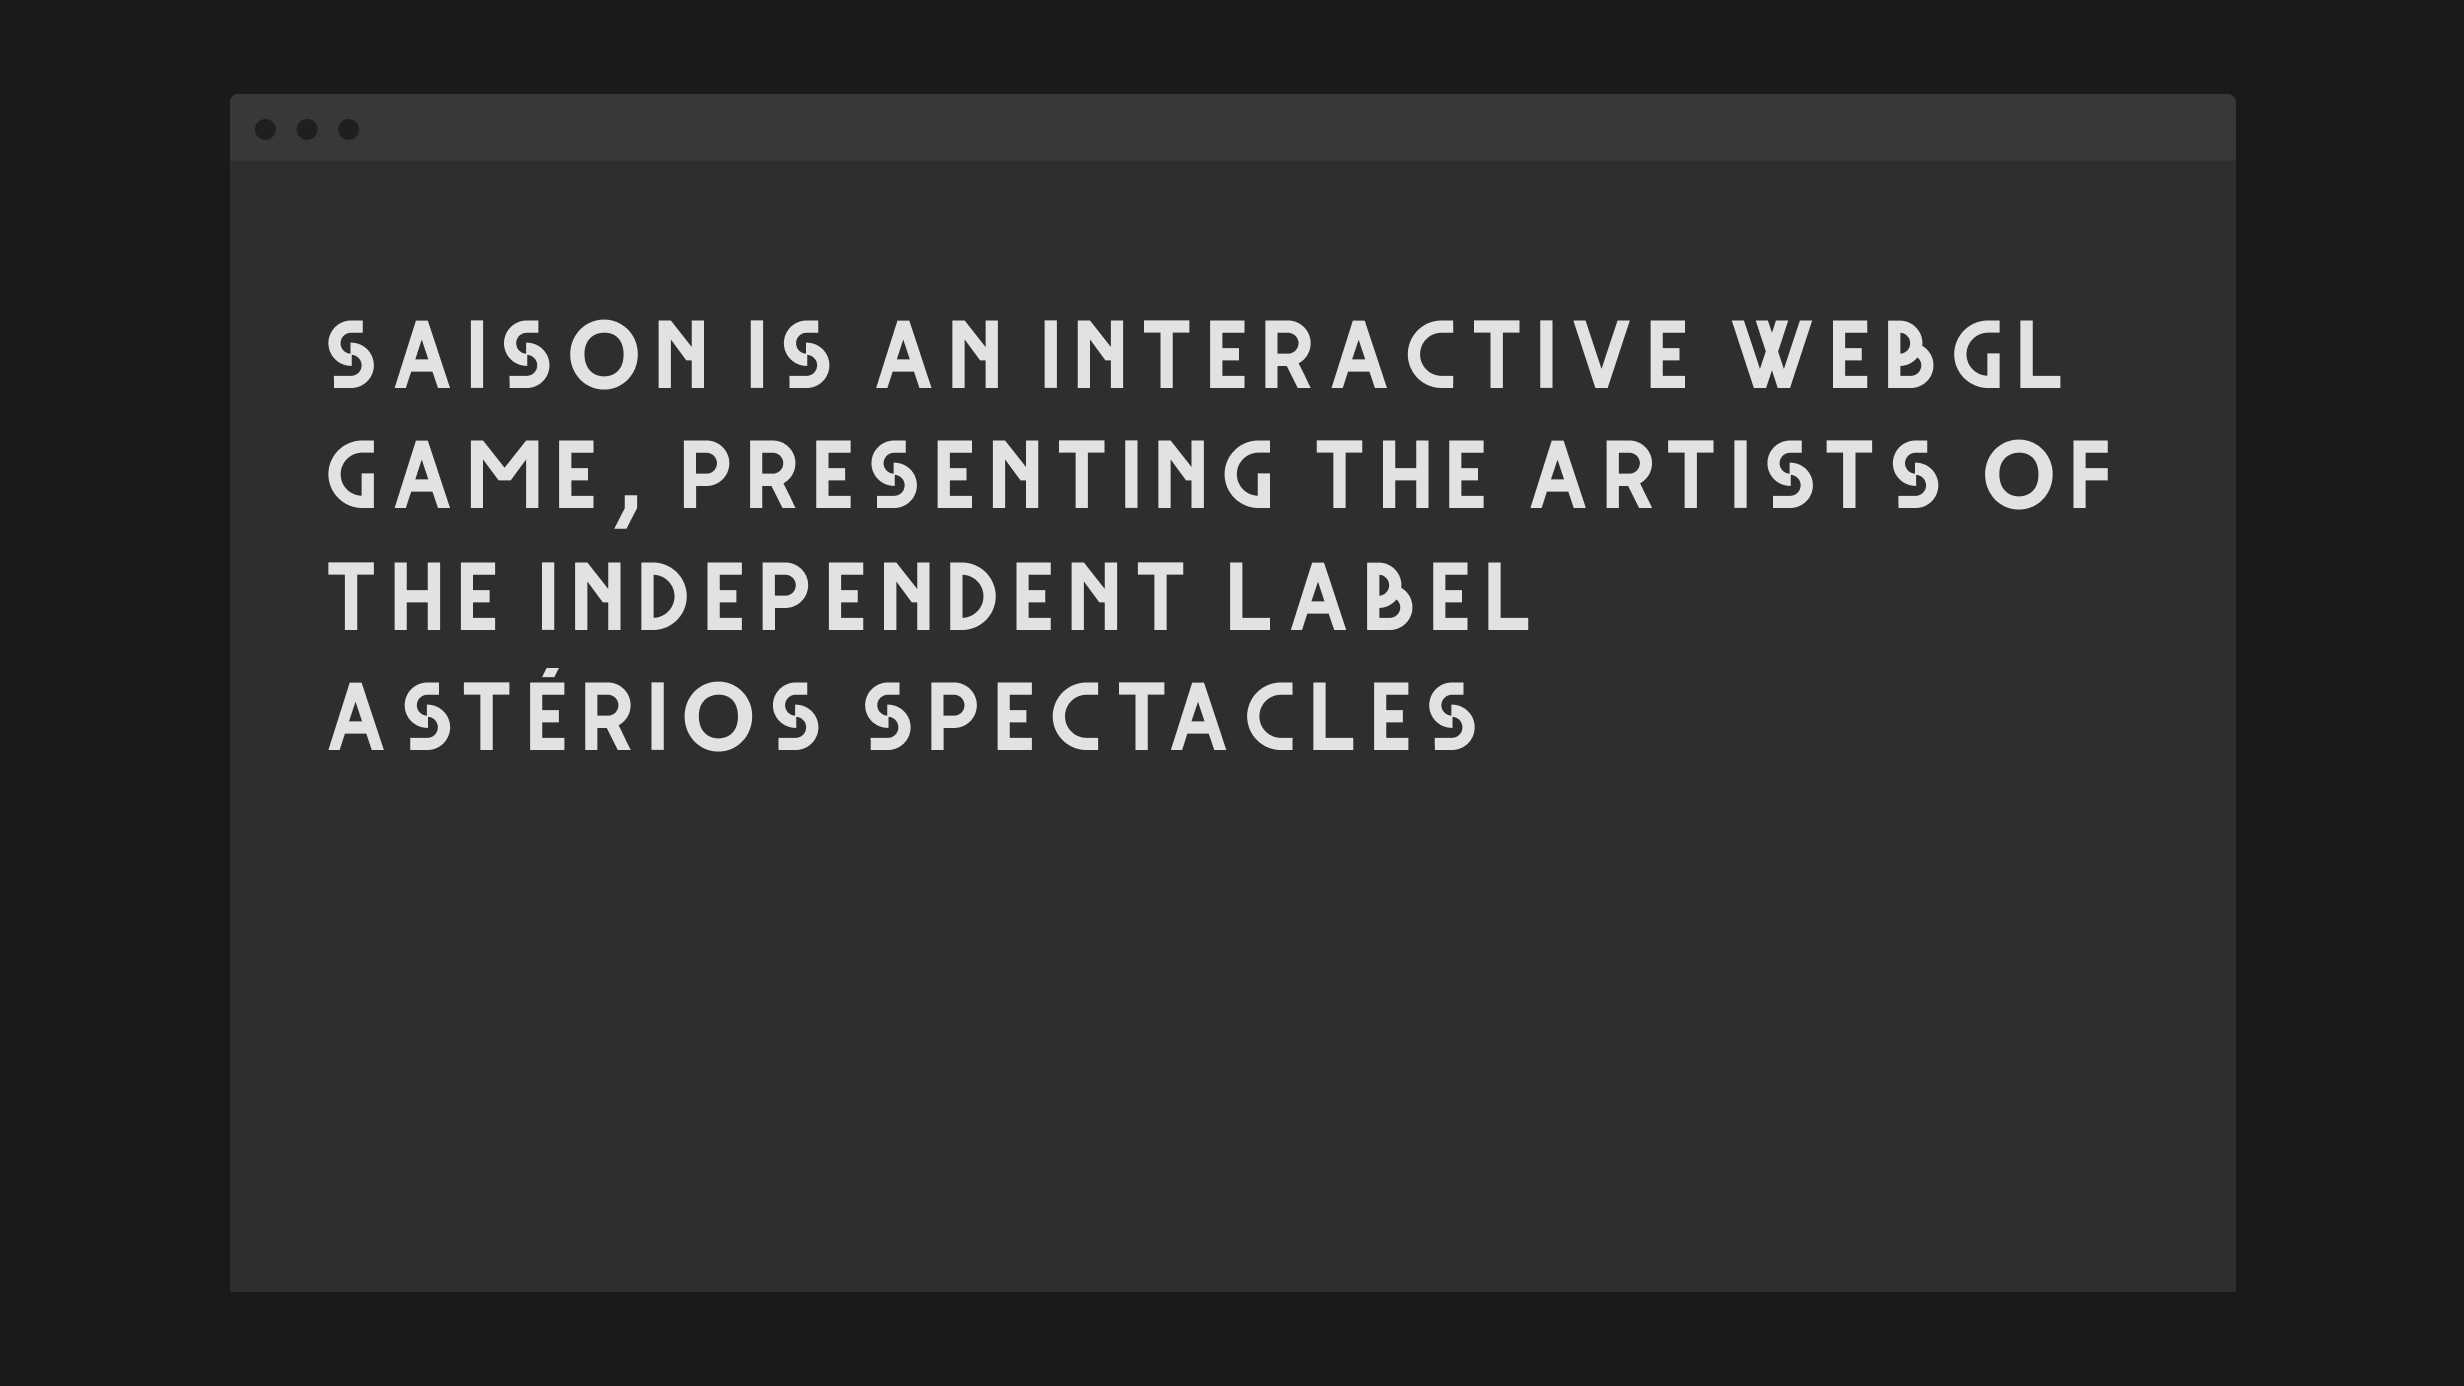 SAISON IS AN INTERACTIVE WEBGL
GAME, PRESENTING THE ARTISTS OF
THE INDEPENDENT LABEL
ASTÉRIOS SPECTACLES